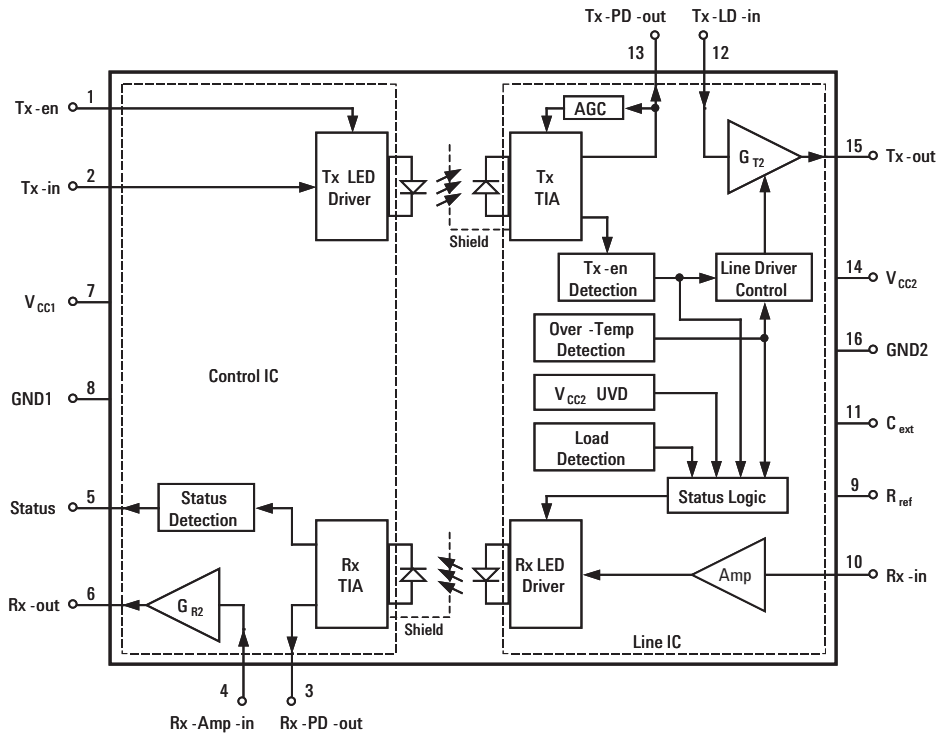 Tx-PD-out
Tx-LD-in
13
12
1
Tx-en
AGC
15
Tx-out
G T2
2
Tx-in
Tx LED
Driver
Tx
TIA
Shield
Tx-en
Detection
Line Driver
Control
14
VCC2
7
VCC1
Over-Temp
Detection
16
GND2
Control IC
8
GND1
VCC2 UVD
11
C ext
Load
Detection
5
Status
Status
Detection
Status Logic
9
R ref
Rx
TIA
Rx LED
Driver
Amp
10
Rx-in
6
Rx-out
G R2
Shield
Line IC
4
3
Rx-Amp-in
Rx-PD-out